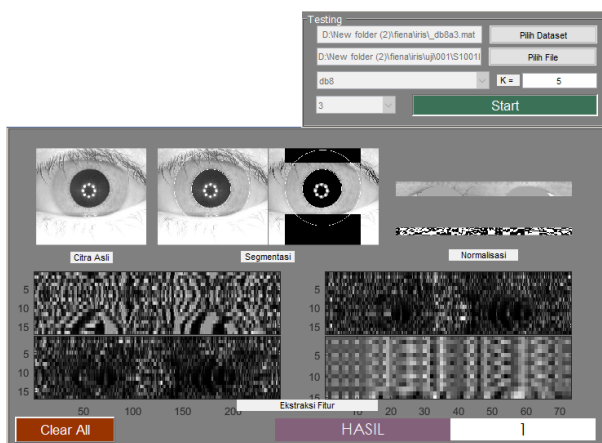 Testing
D:\New folder (2)\fiena\iris\_db8a3.mat Pilih Dataset
D:\New folder (2)\fiena\iris\uji\001\S1001l Pilih File
db8 K = 5
3 Start
Citra Asli Segmentasi Normalisasi
5 5
10 10
15 15
5 5
10 10
15 15
50 100 150 200 10 20 30 40 50 60 70
Ekstraksi Fitur
Clear All HASIL 1